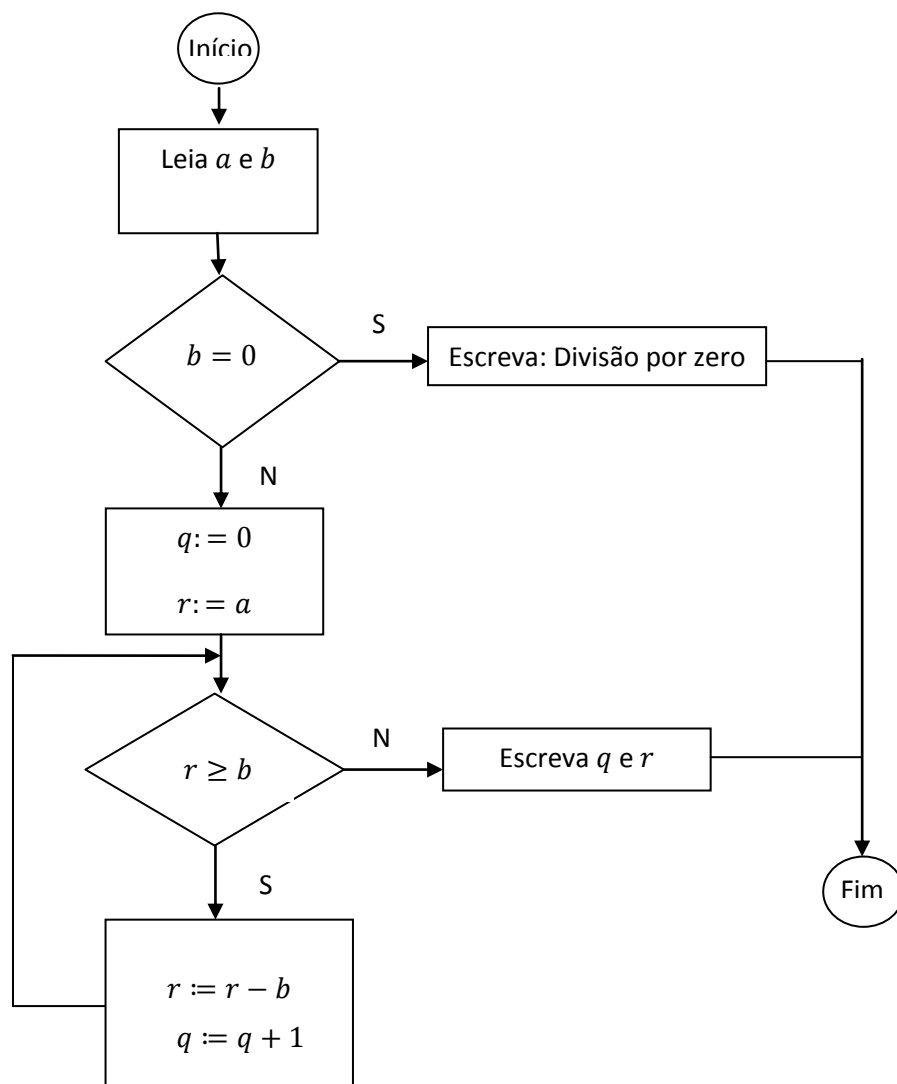 Início
Leia a e b
b = 0
S
Escreva: Divisão por zero
N
q: = 0
r: = a
r ≥ b
N
Escreva q e r
S
Fim
r ≔ r − b
q ≔ q + 1